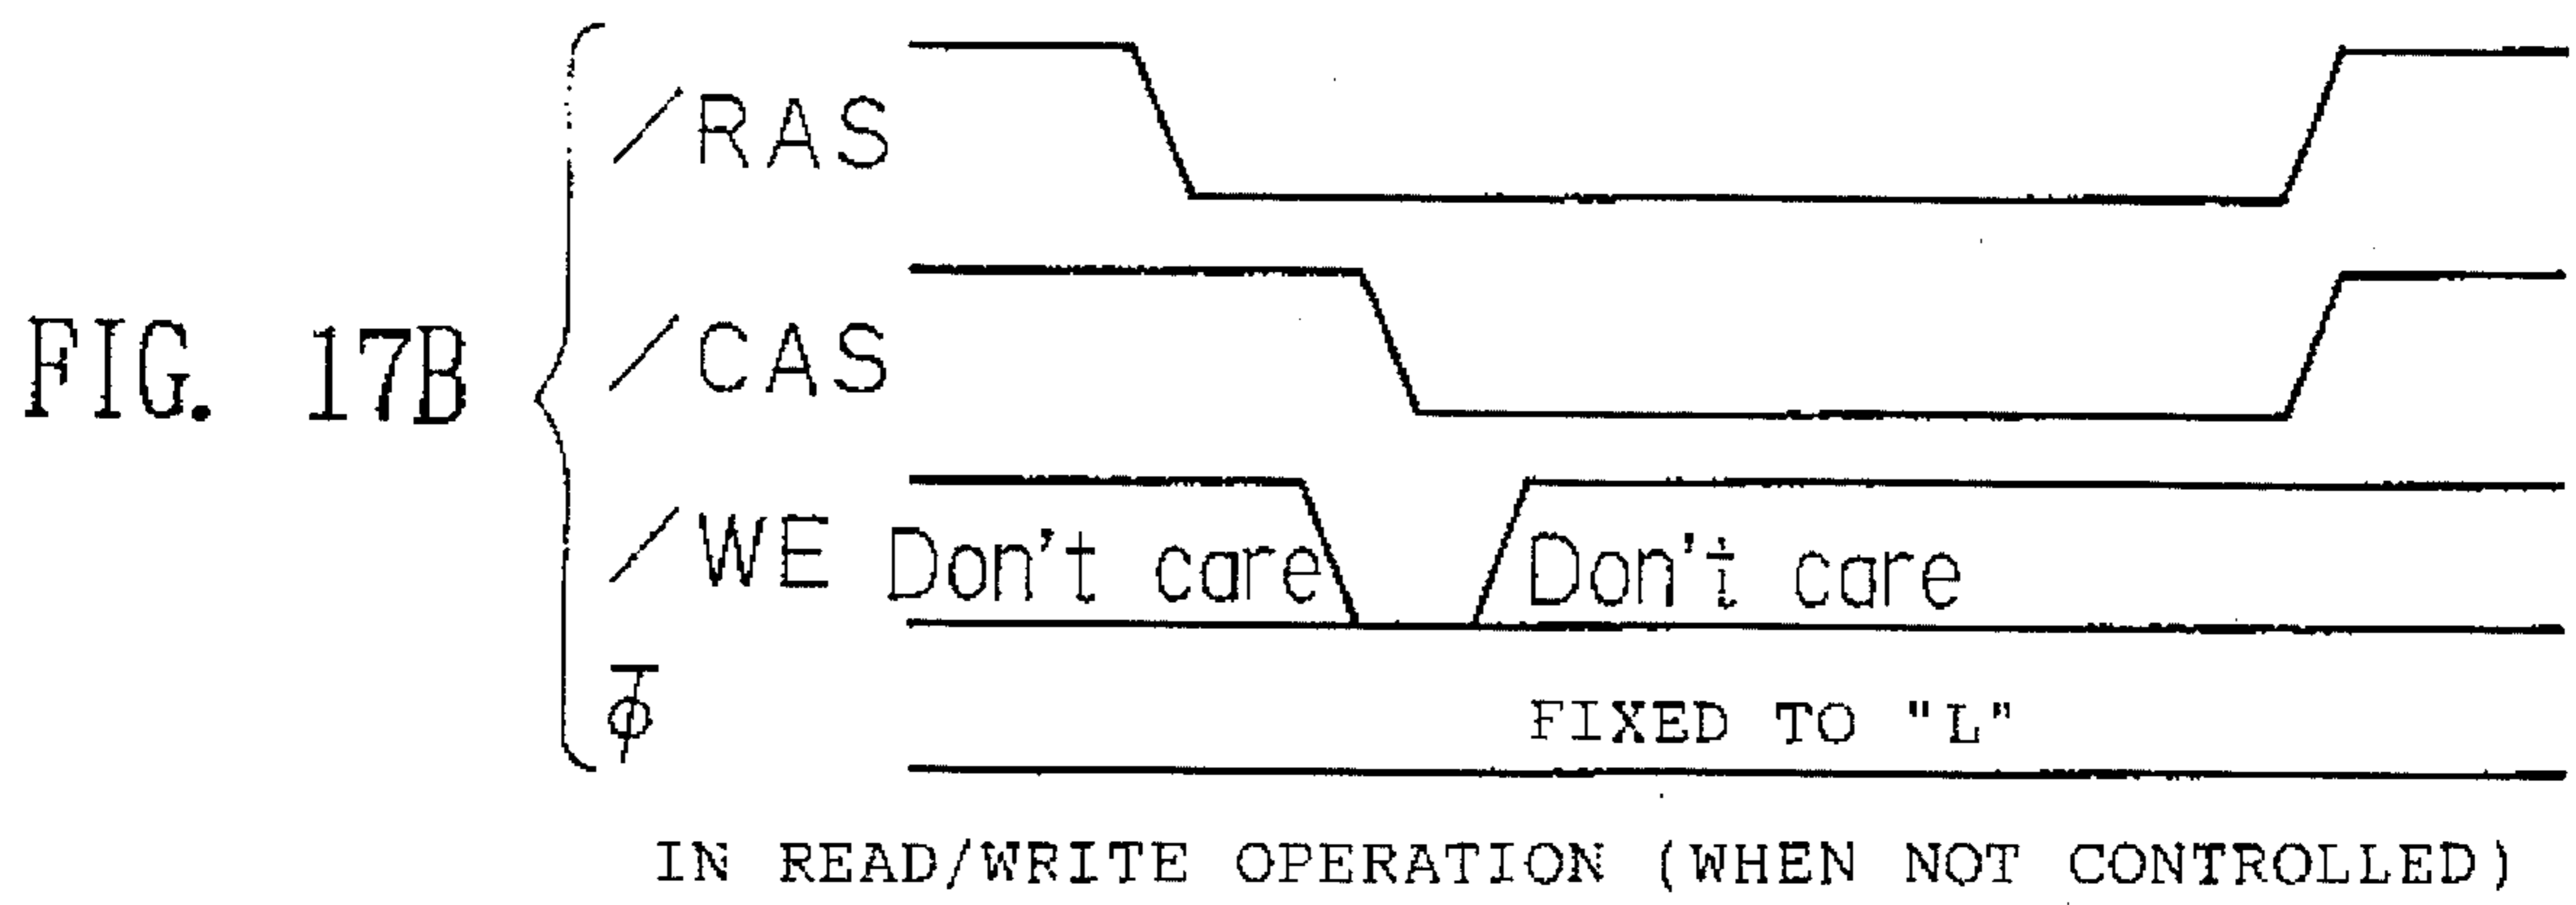 /RAS
/CAS
FIG. 17B
/WE Don't care Don't care
φ̅ FIXED TO "L"
IN READ/WRITE OPERATION (WHEN NOT CONTROLLED)